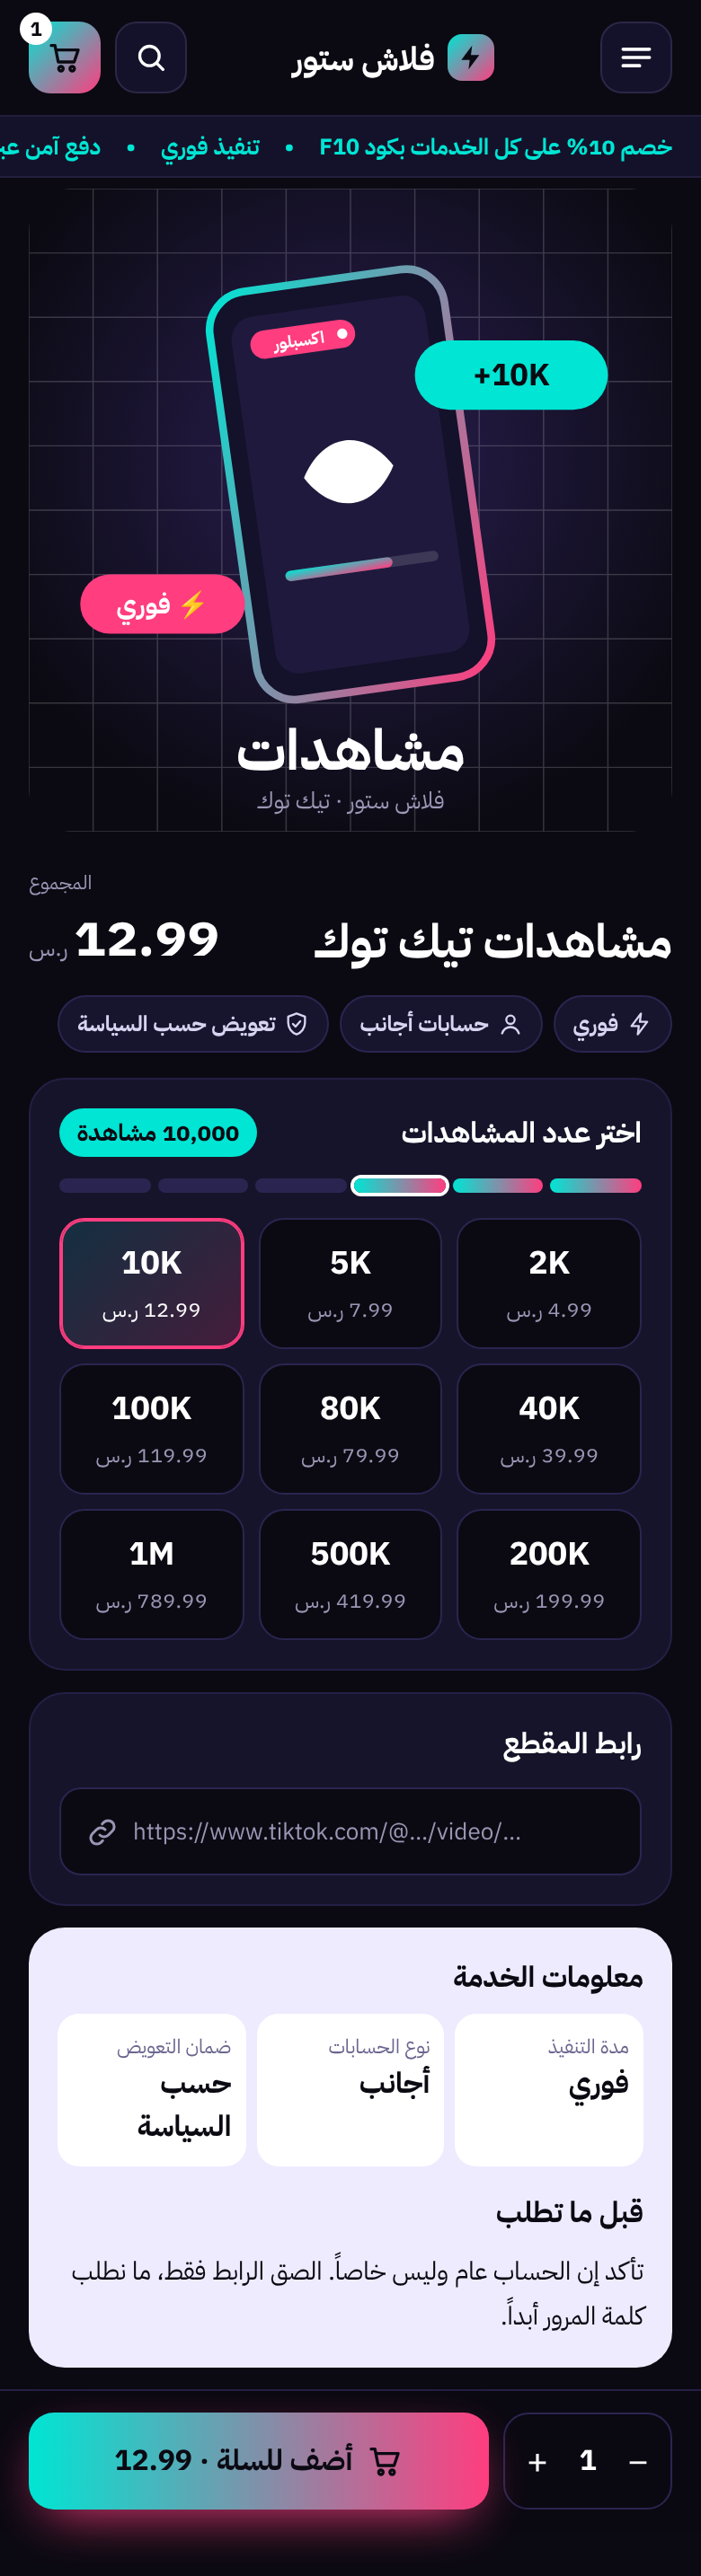 فلاش ستور
1
خصم 10% على كل الخدمات بكود F10 • تنفيذ فوري • دفع آمن
اكسبلور
+10K
⚡ فوري
مشاهدات
فلاش ستور · تيك توك
المجموع
مشاهدات تيك توك
12.99 ر.س
فوري
حسابات أجانب
تعويض حسب السياسة
اختر عدد المشاهدات
10,000 مشاهدة
2K
4.99 ر.س
5K
7.99 ر.س
10K
12.99 ر.س
40K
39.99 ر.س
80K
79.99 ر.س
100K
119.99 ر.س
200K
199.99 ر.س
500K
419.99 ر.س
1M
789.99 ر.س
رابط المقطع
https://www.tiktok.com/@.../video/...
معلومات الخدمة
مدة التنفيذ
فوري
نوع الحسابات
أجانب
ضمان التعويض
حسب
السياسة
قبل ما تطلب
تأكد إن الحساب عام وليس خاصاً. الصق الرابط فقط، ما نطلب
كلمة المرور أبداً.
− 1 +
أضف للسلة · 12.99